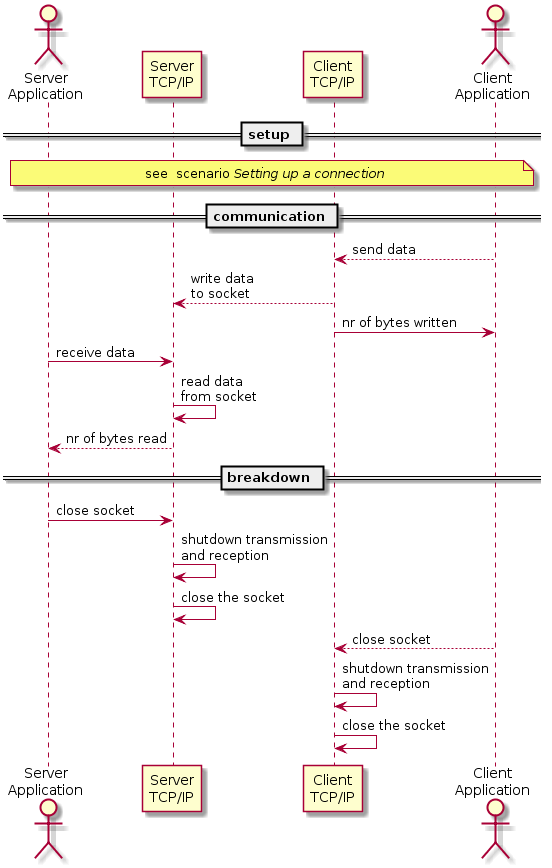 Server
Application
Server
TCP/IP
Client
TCP/IP
Client
Application
setup
see  scenario Setting up a connection
communication
send data
write data
to socket
nr of bytes written
receive data
read data
from socket
nr of bytes read
breakdown
close socket
shutdown transmission
and reception
close the socket
close socket
shutdown transmission
and reception
close the socket
Server
Application
Server
TCP/IP
Client
TCP/IP
Client
Application